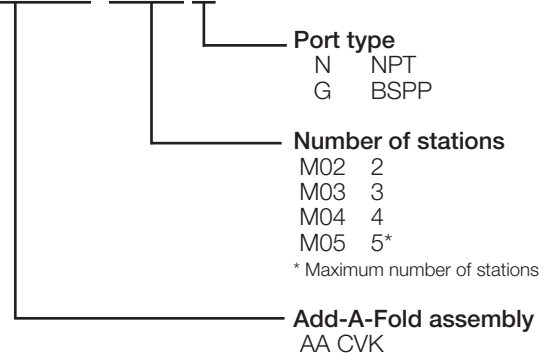 Port type
N NPT
G BSPP
Number of stations
M02 2
M03 3
M04 4
M05 5*
* Maximum number of stations
Add-A-Fold assembly
AA CVK